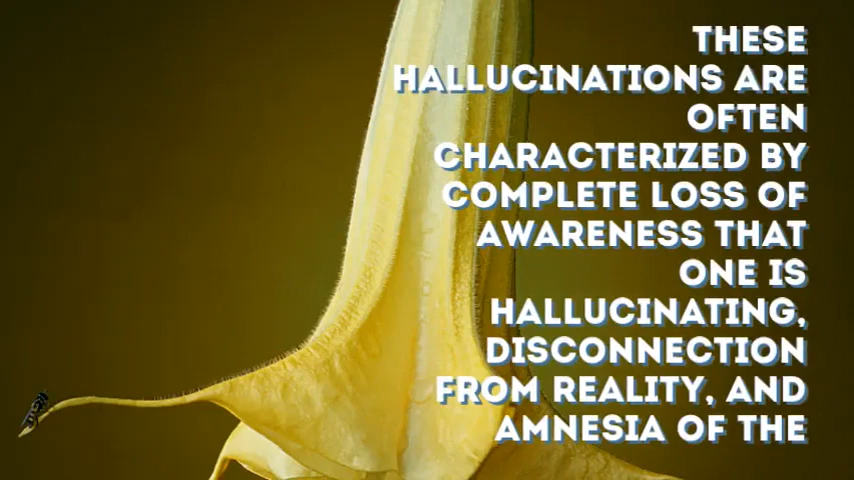 THESE
HALLUCINATIONS ARE
OFTEN
CHARACTERIZED BY
COMPLETE LOSS OF
AWARENESS THAT
ONE IS
HALLUCINATING,
DISCONNECTION
FROM REALITY, AND
AMNESIA OF THE